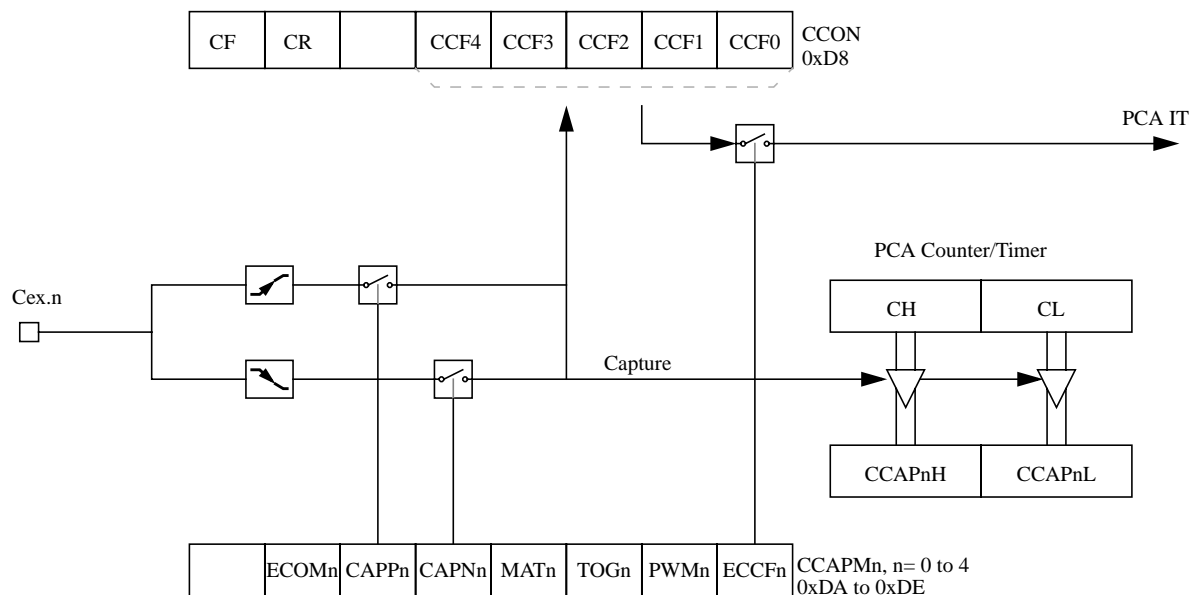 CF CR CCF4 CCF3 CCF2 CCF1 CCF0 CCON
0xD8
PCA IT
PCA Counter/Timer
Cex.n
CH CL
Capture
CCAPnH CCAPnL
ECOMn CAPPn CAPNn MATn TOGn PWMn ECCFn CCAPMn, n= 0 to 4
0xDA to 0xDE